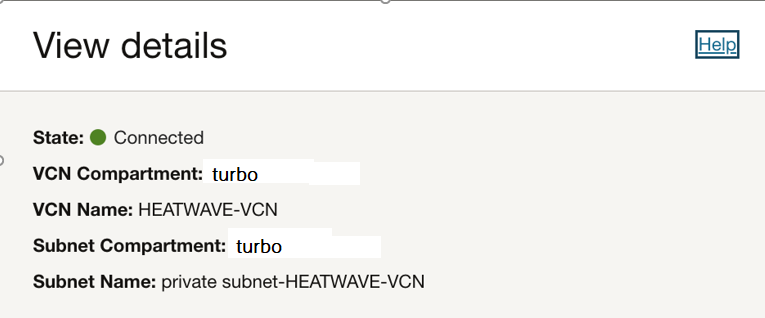 View details
Help
State: Connected
VCN Compartment: turbo
VCN Name: HEATWAVE-VCN
Subnet Compartment: turbo
Subnet Name: private subnet-HEATWAVE-VCN